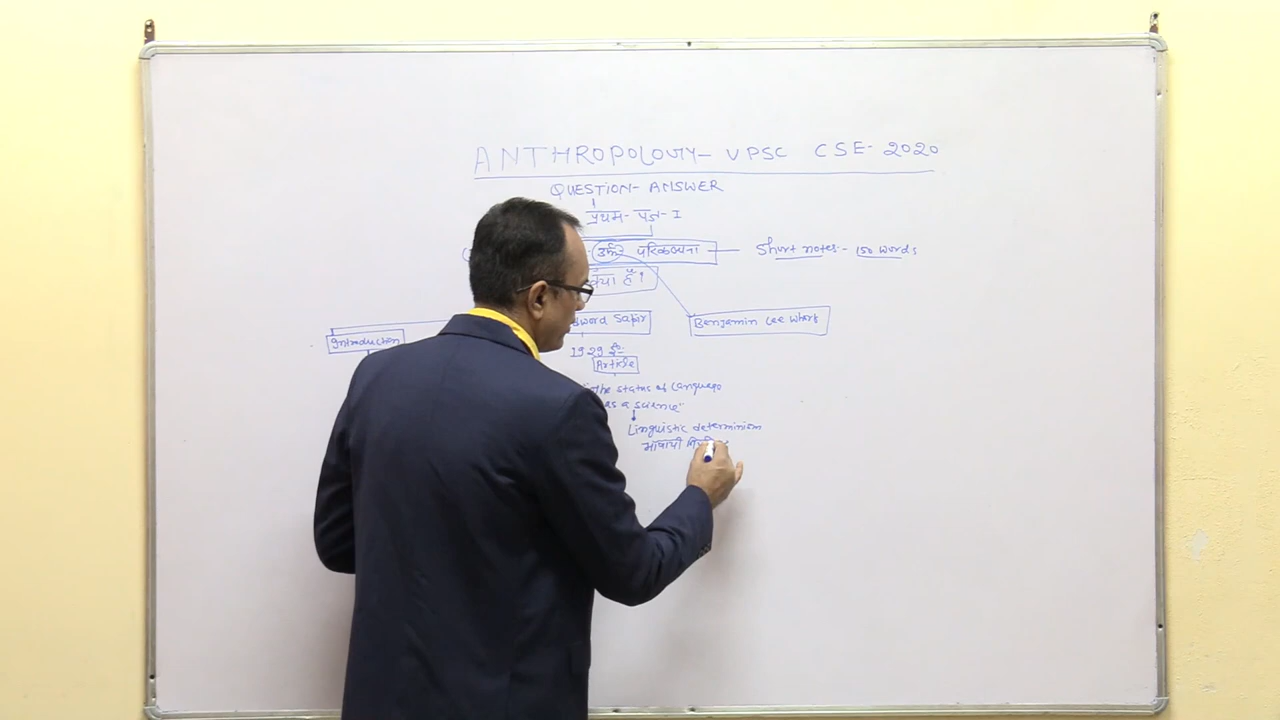 ANTHROPOLOGY- UPSC CSE- 2020
QUESTION- ANSWER
प्रथम- पत्र- I
परिकल्पना Short notes - 150 words
क्या है।
Introduction Sapir Benjamin Lee Whorf
1929 ई॰
Article
"The status of Language
as a science"
Linguistic determinism
भाषायी